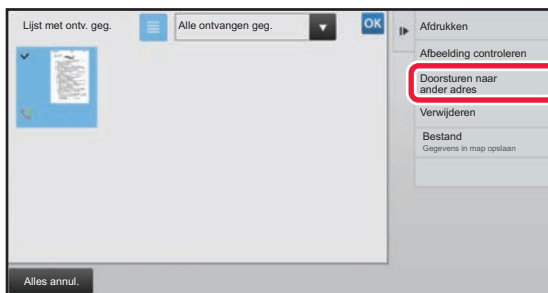 Lijst met ontv. geg.
Alle ontvangen geg.
OK
Afdrukken
Afbeelding controleren
Doorsturen naar
ander adres
Verwijderen
Bestand
Gegevens in map opslaan
Alles annul.